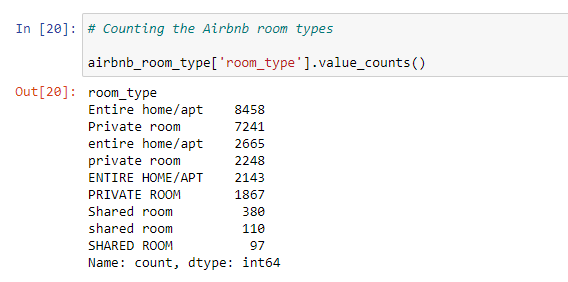 In [20]: # Counting the Airbnb room types
airbnb_room_type['room_type'].value_counts()
Out[20]: room_type
Entire home/apt    8458
Private room       7241
entire home/apt    2665
private room       2248
ENTIRE HOME/APT    2143
PRIVATE ROOM       1867
Shared room         380
shared room         110
SHARED ROOM          97
Name: count, dtype: int64